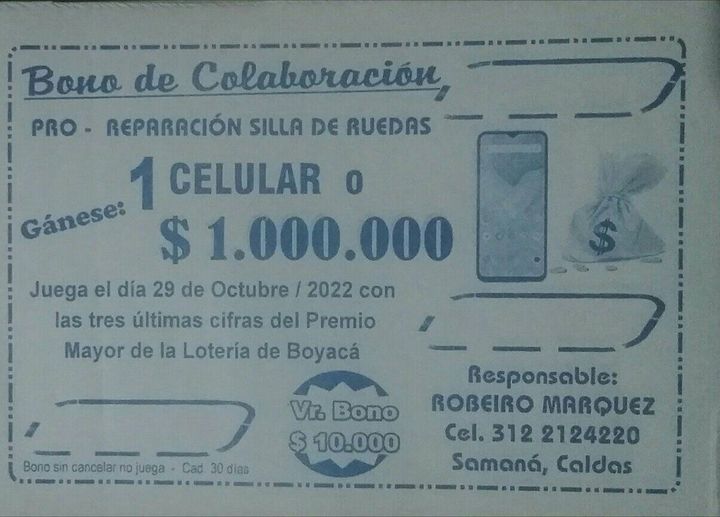 Bono de Colaboración
PRO - REPARACIÓN SILLA DE RUEDAS
Gánese: 1 CELULAR o
$ 1.000.000
$
Juega el día 29 de Octubre / 2022 con
las tres últimas cifras del Premio
Mayor de la Lotería de Boyacá
Vr. Bono
$ 10.000
Bono sin cancelar no juega - Cad. 30 dias
Responsable:
ROBEIRO MARQUEZ
Cel. 312 2124220
Samaná, Caldas